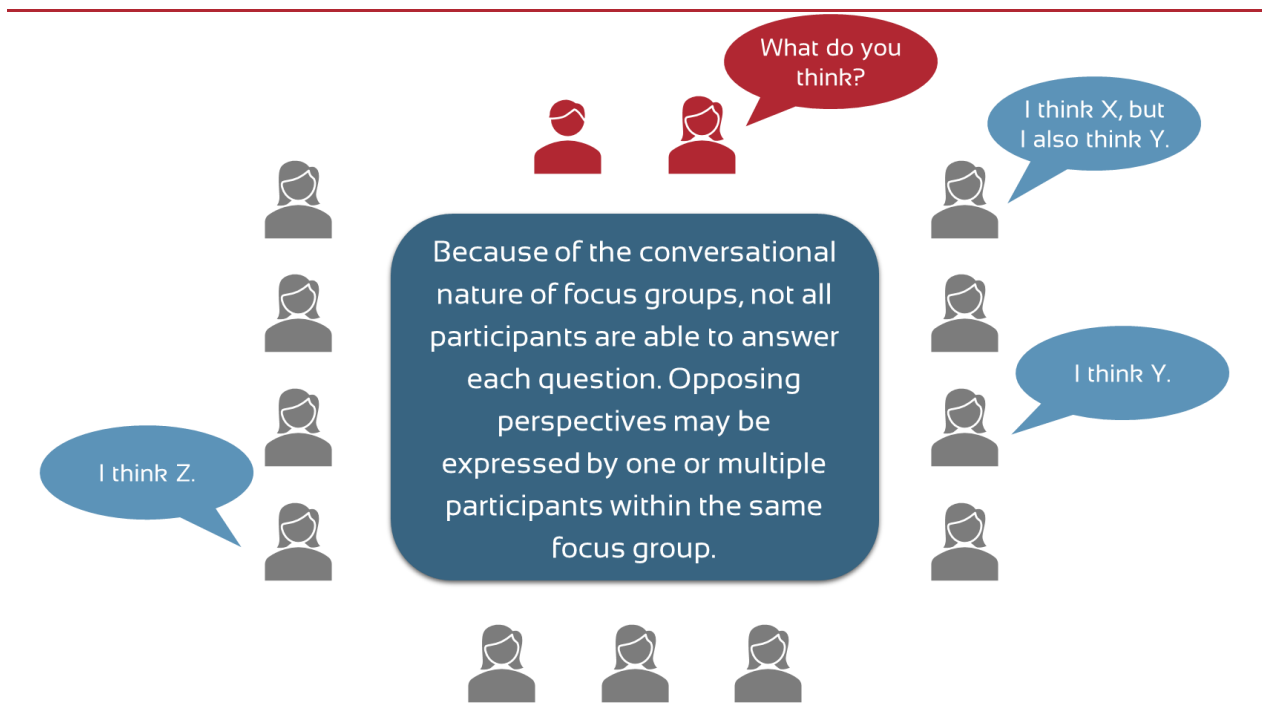 What do you
think?
I think X, but
I also think Y.
Because of the conversational
nature of focus groups, not all
participants are able to answer
each question. Opposing
perspectives may be
expressed by one or multiple
participants within the same
focus group.
I think Y.
I think Z.